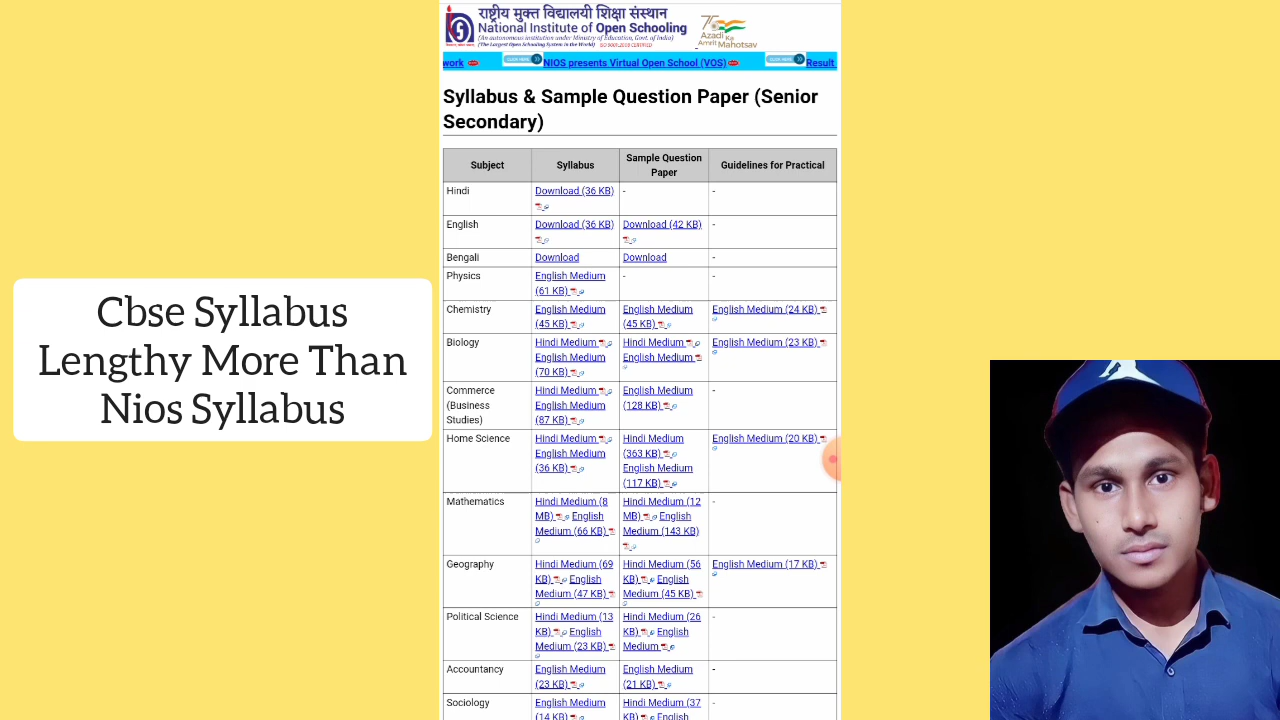 राष्ट्रीय मुक्त विद्यालयी शिक्षा संस्थान
National Institute of Open Schooling
(An autonomous institution under Ministry of Education, Govt. of India)
(The Largest Open Schooling System in the World) ISO 9001:2008 CERTIFIED
75
Azadi Ka
Amrit Mahotsav
work CLICK HERE NIOS presents Virtual Open School (VOS) CLICK HERE Result
Syllabus & Sample Question Paper (Senior
Secondary)
Subject Syllabus Sample Question Paper Guidelines for Practical
Hindi Download (36 KB) - -
English Download (36 KB) Download (42 KB) -
Bengali Download Download -
Physics English Medium (61 KB) - -
Chemistry English Medium (45 KB) English Medium (45 KB) English Medium (24 KB)
Biology Hindi Medium English Medium (70 KB) Hindi Medium English Medium English Medium (23 KB)
Commerce (Business Studies) Hindi Medium English Medium (87 KB) English Medium (128 KB) -
Home Science Hindi Medium English Medium (36 KB) Hindi Medium (363 KB) English Medium (117 KB) English Medium (20 KB)
Mathematics Hindi Medium (8 MB) English Medium (66 KB) Hindi Medium (12 MB) English Medium (143 KB) -
Geography Hindi Medium (69 KB) English Medium (47 KB) Hindi Medium (56 KB) English Medium (45 KB) English Medium (17 KB)
Political Science Hindi Medium (13 KB) English Medium (23 KB) Hindi Medium (26 KB) English Medium -
Accountancy English Medium (23 KB) English Medium (21 KB) -
Sociology English Medium (14 KB) Hindi Medium (37 KB) English
Cbse Syllabus
Lengthy More Than
Nios Syllabus